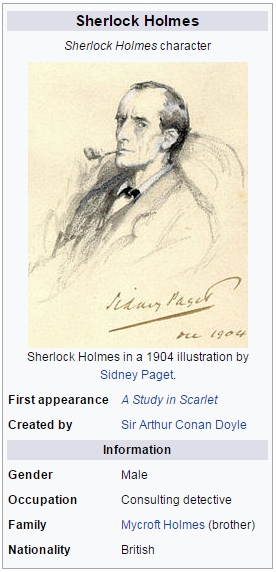 Sherlock Holmes
Sherlock Holmes character
Sidney Paget
Dec 1904
Sherlock Holmes in a 1904 illustration by
Sidney Paget.
First appearance A Study in Scarlet
Created by Sir Arthur Conan Doyle
Information
Gender Male
Occupation Consulting detective
Family Mycroft Holmes (brother)
Nationality British